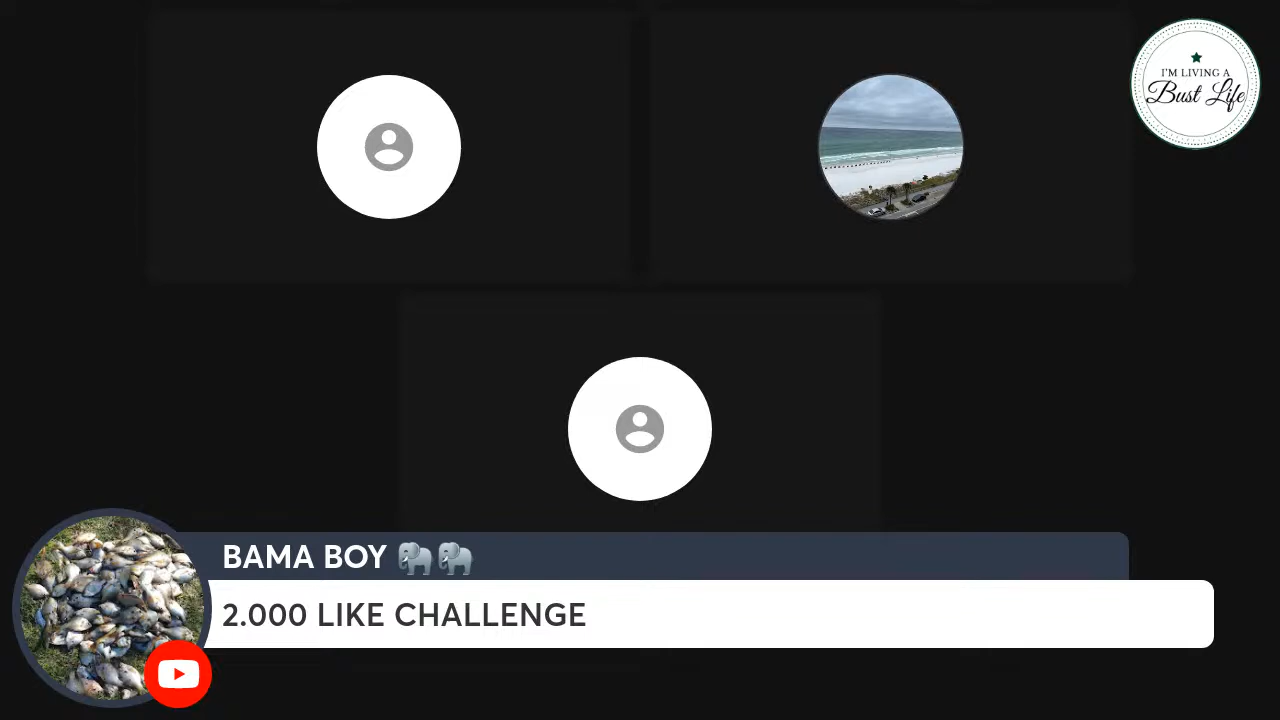 I'M LIVING A
Bust Life
BAMA BOY 🐘🐘
2.000 LIKE CHALLENGE